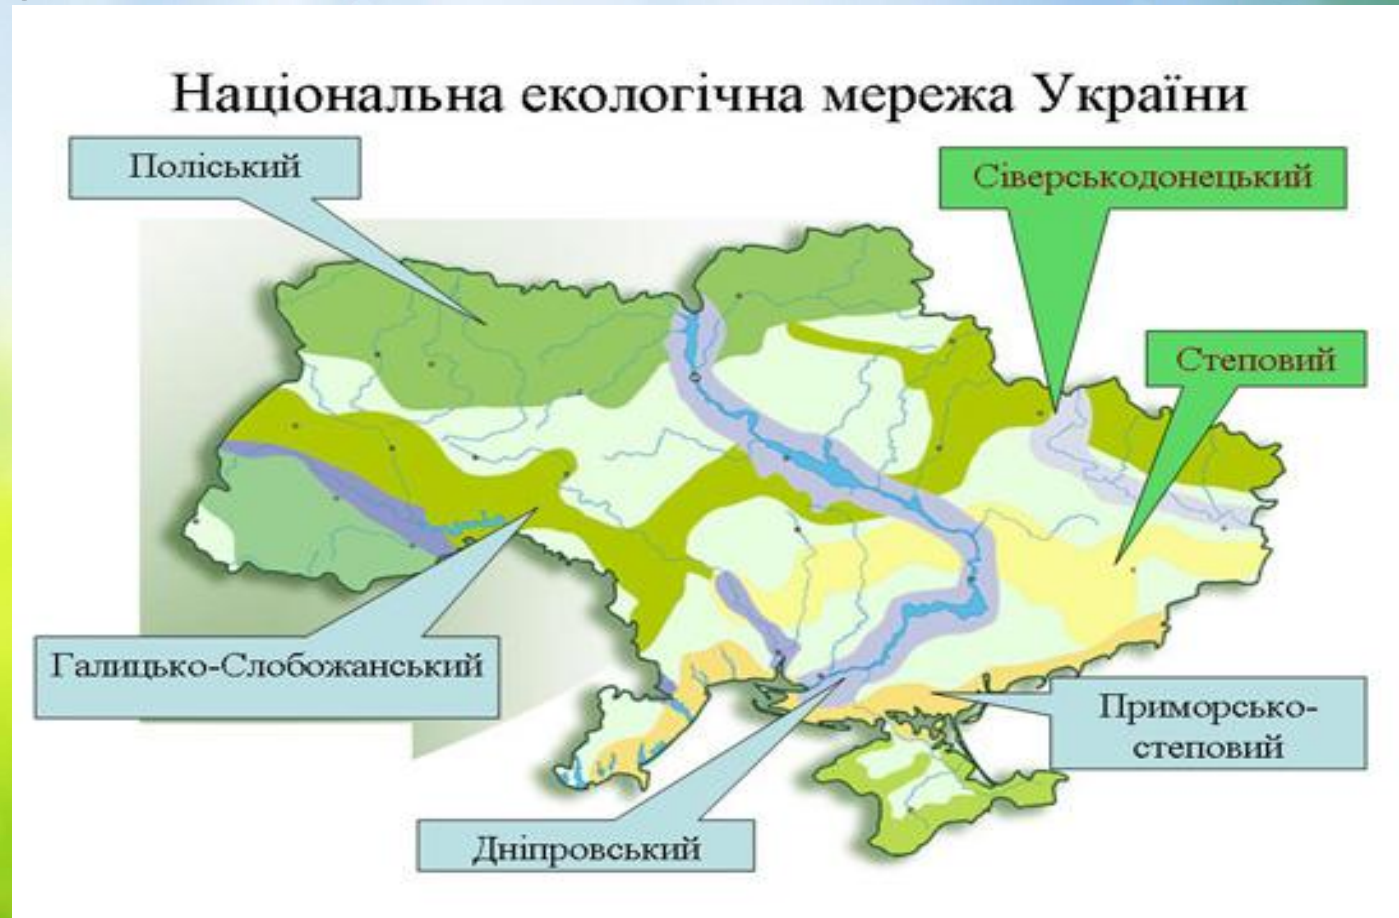 Національна екологічна мережа України
Поліський
Сіверськодонецький
Степовий
Галицько-Слобожанський
Приморсько-
степовий
Дніпровський